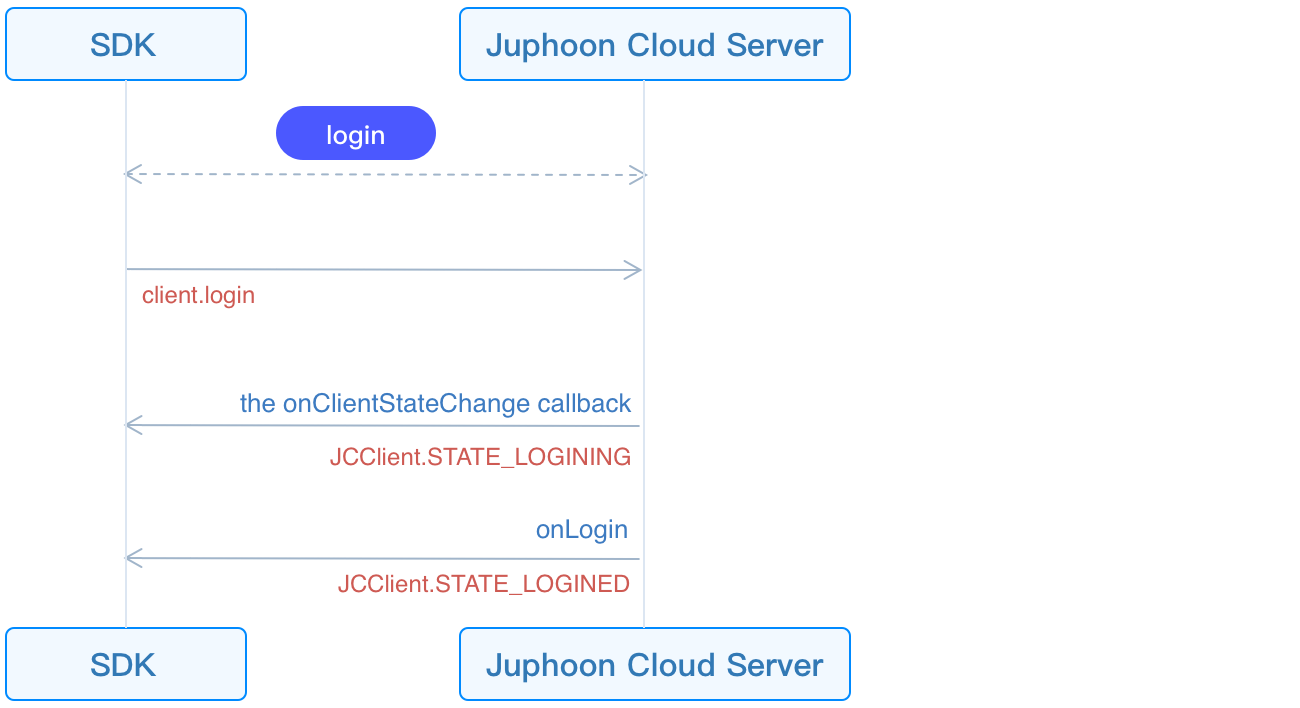 SDK
Juphoon Cloud Server
login
client.login
the onClientStateChange callback
JCClient.STATE_LOGINING
onLogin
JCClient.STATE_LOGINED
SDK
Juphoon Cloud Server